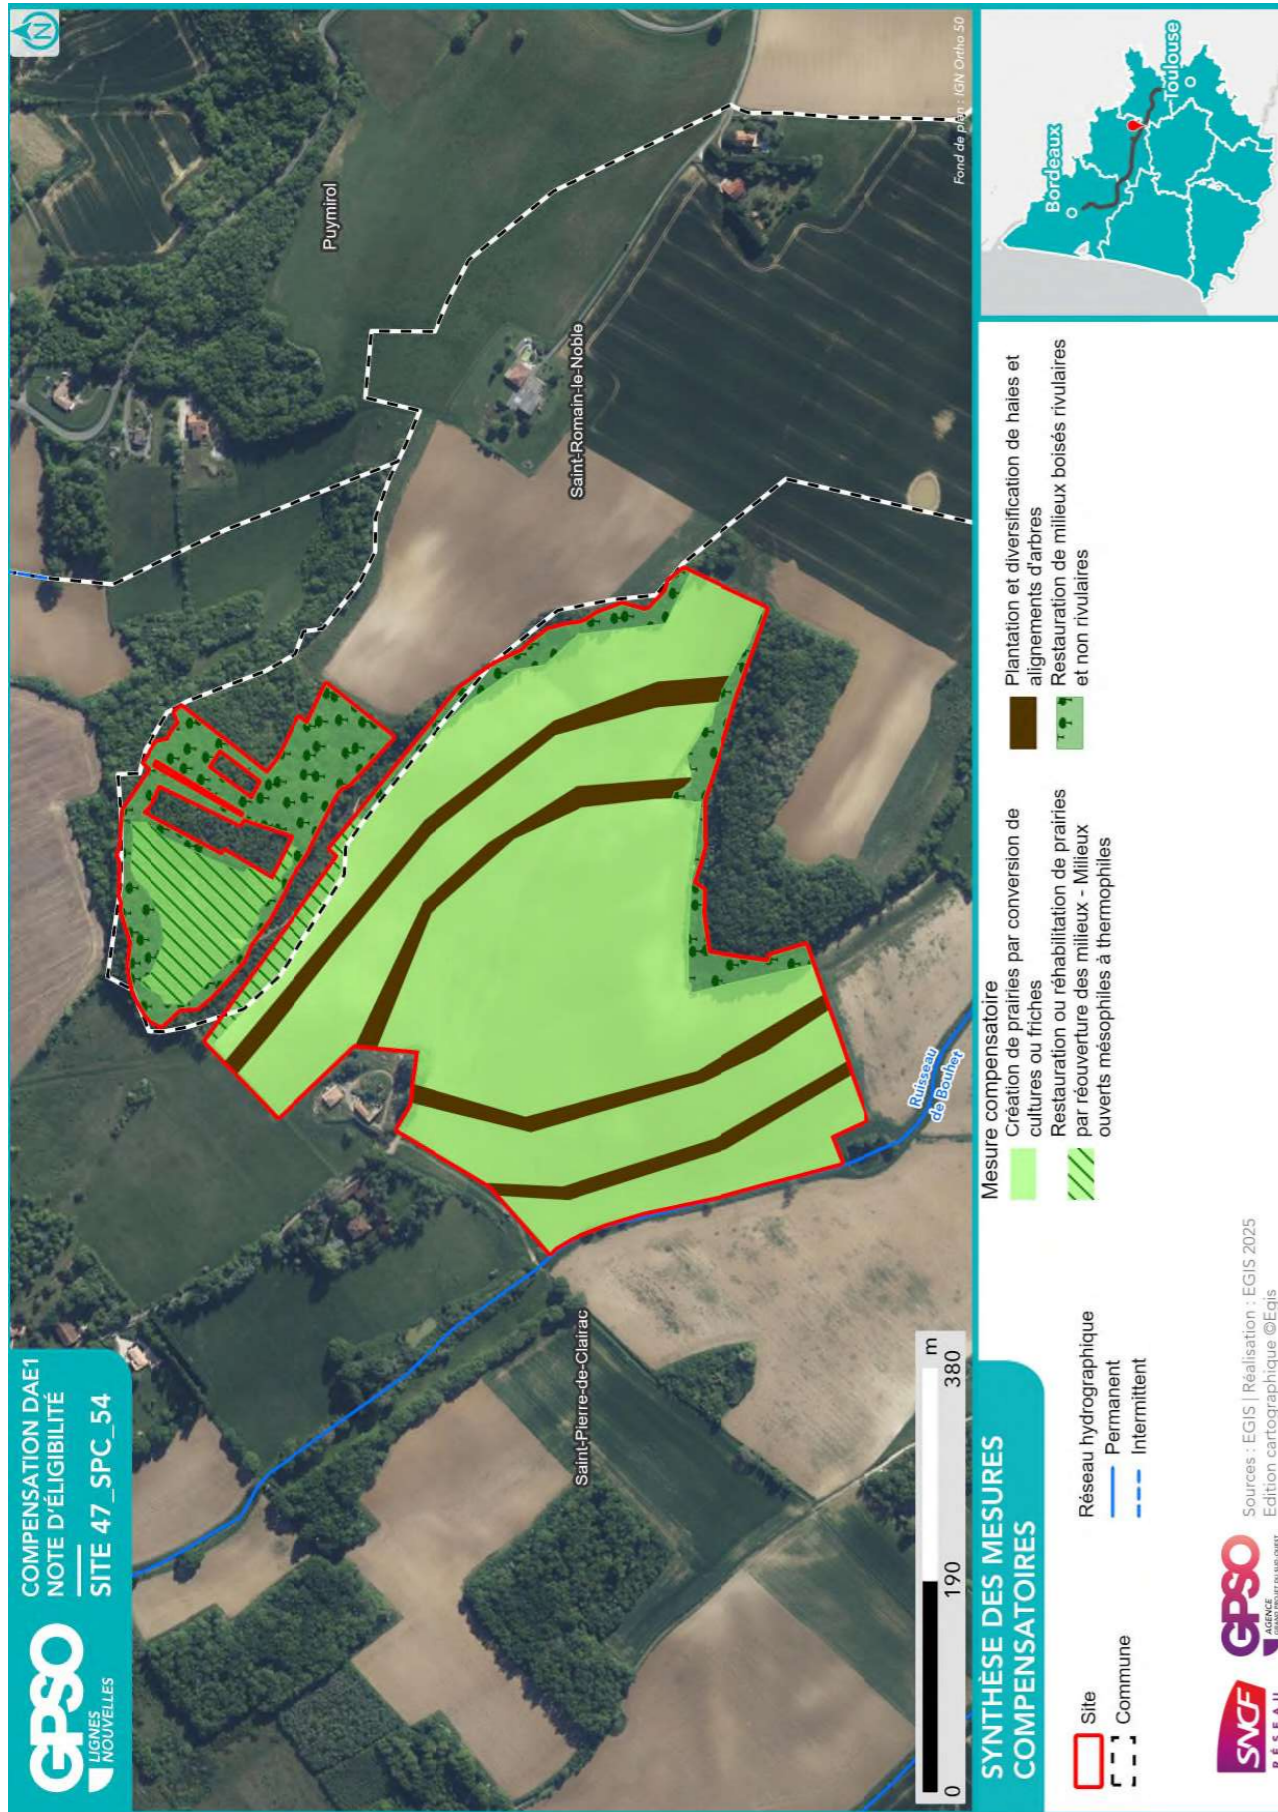 GPSO
LIGNES
NOUVELLES
COMPENSATION DAE1
NOTE D'ÉLIGIBILITÉ
SITE 47_SPC_54
N
Puymirol
Saint-Romain-le-Noble
Saint-Pierre-de-Clairac
Ruisseau
de Bouhet
Fond de plan : IGN Ortho 50
0 190 380
m
SYNTHÈSE DES MESURES
COMPENSATOIRES
Site
Commune
Réseau hydrographique
Permanent
Intermittent
Mesure compensatoire
Création de prairies par conversion de
cultures ou friches
Restauration ou réhabilitation de prairies
par réouverture des milieux - Milieux
ouverts mésophiles à thermophiles
Plantation et diversification de haies et
alignements d'arbres
Restauration de milieux boisés rivulaires
et non rivulaires
Bordeaux
Toulouse
SNCF
RÉSEAU
GPSO
AGENCE
Sources : EGIS | Réalisation : EGIS 2025
Edition cartographique ©Egis